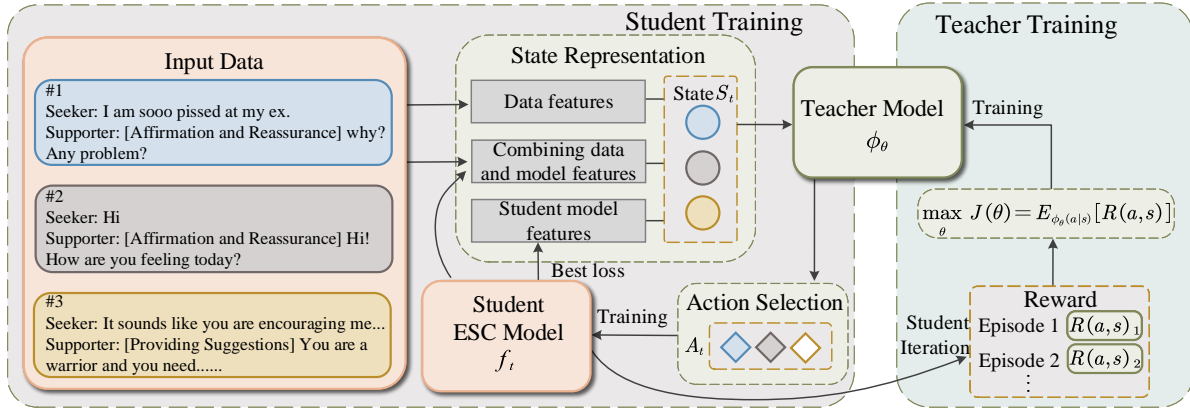 Student Training
Teacher Training
Input Data
#1
Seeker: I am sooo pissed at my ex.
Supporter: [Affirmation and Reassurance] why?
Any problem?
#2
Seeker: Hi
Supporter: [Affirmation and Reassurance] Hi!
How are you feeling today?
#3
Seeker: It sounds like you are encouraging me...
Supporter: [Providing Suggestions] You are a
warrior and you need......
State Representation
Data features
Combining data
and model features
Student model
features
State S_t
Best loss
Student
ESC Model
f_t
Training
Action Selection
A_t
Teacher Model
ϕ_θ
Training
max_θ J(θ) = E_{ϕ_θ(a|s)}[R(a,s)]
Student
Iteration
Reward
Episode 1 R(a,s)_1
Episode 2 R(a,s)_2
⋮